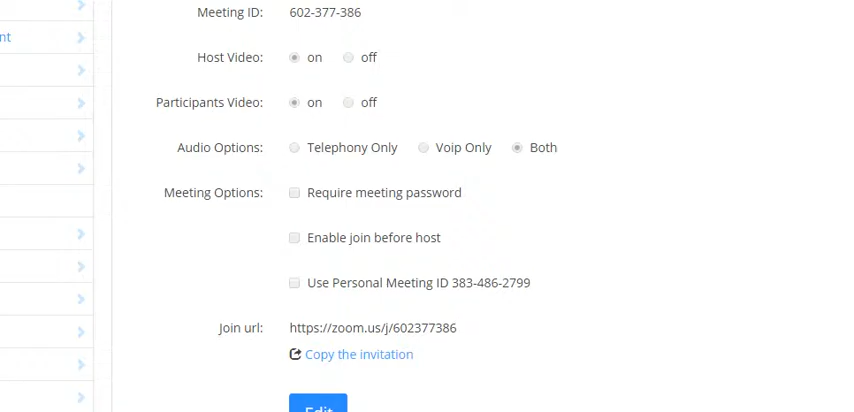 Meeting ID: 602-377-386
nt
Host Video: on off
Participants Video: on off
Audio Options: Telephony Only Voip Only Both
Meeting Options: Require meeting password
Enable join before host
Use Personal Meeting ID 383-486-2799
Join url: https://zoom.us/j/602377386
Copy the invitation
Edit